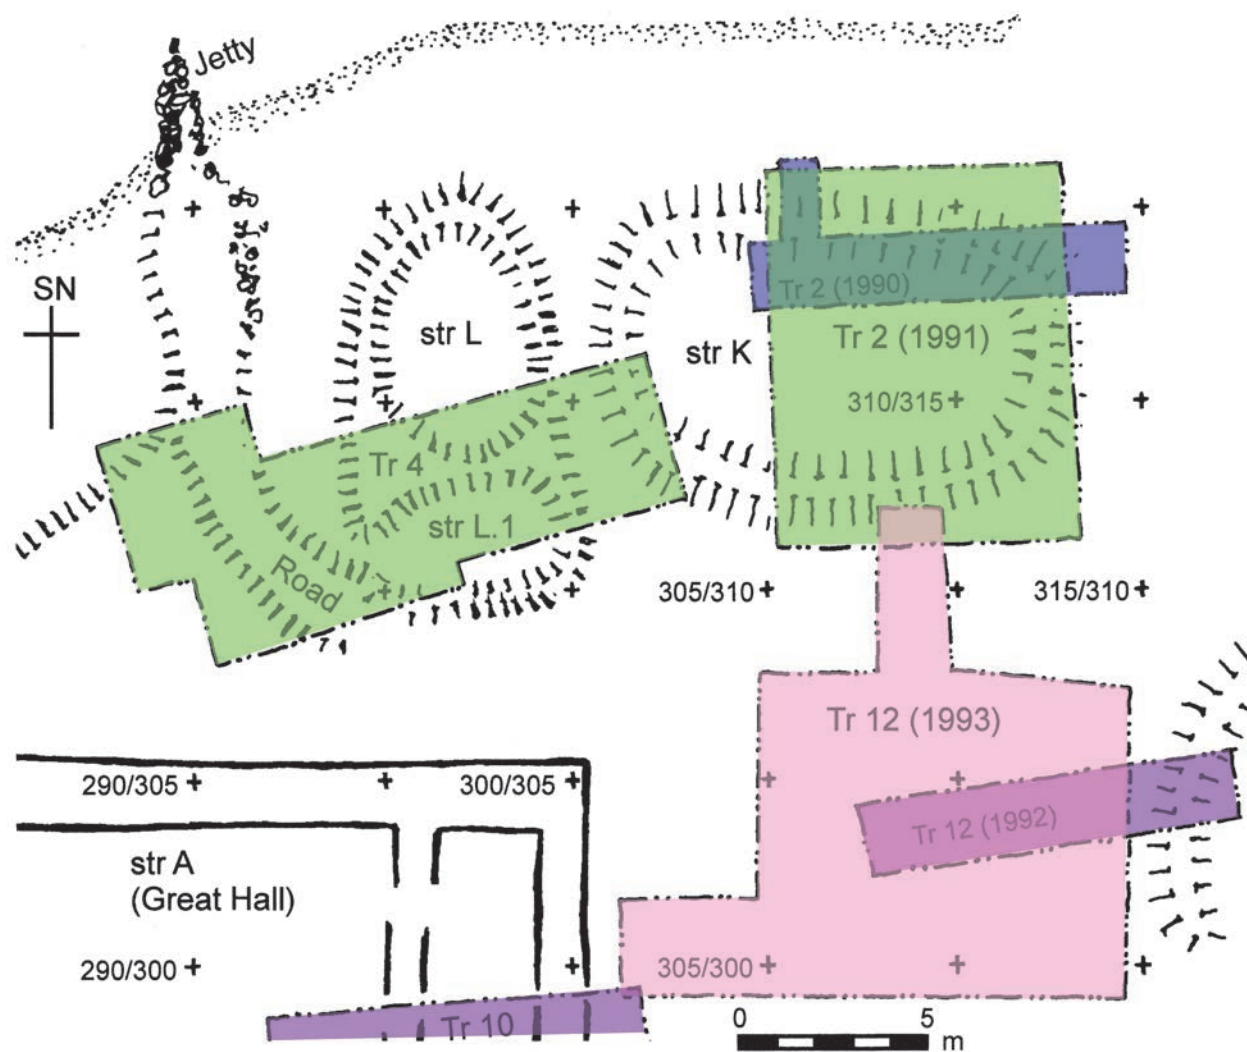 Jetty
SN
Tr 2 (1990)
str L
str K
Tr 2 (1991)
310/315
Tr 4
str L.1
Road
305/310
315/310
Tr 12 (1993)
290/305
300/305
Tr 12 (1992)
str A
(Great Hall)
290/300
305/300
Tr 10
0
5
m